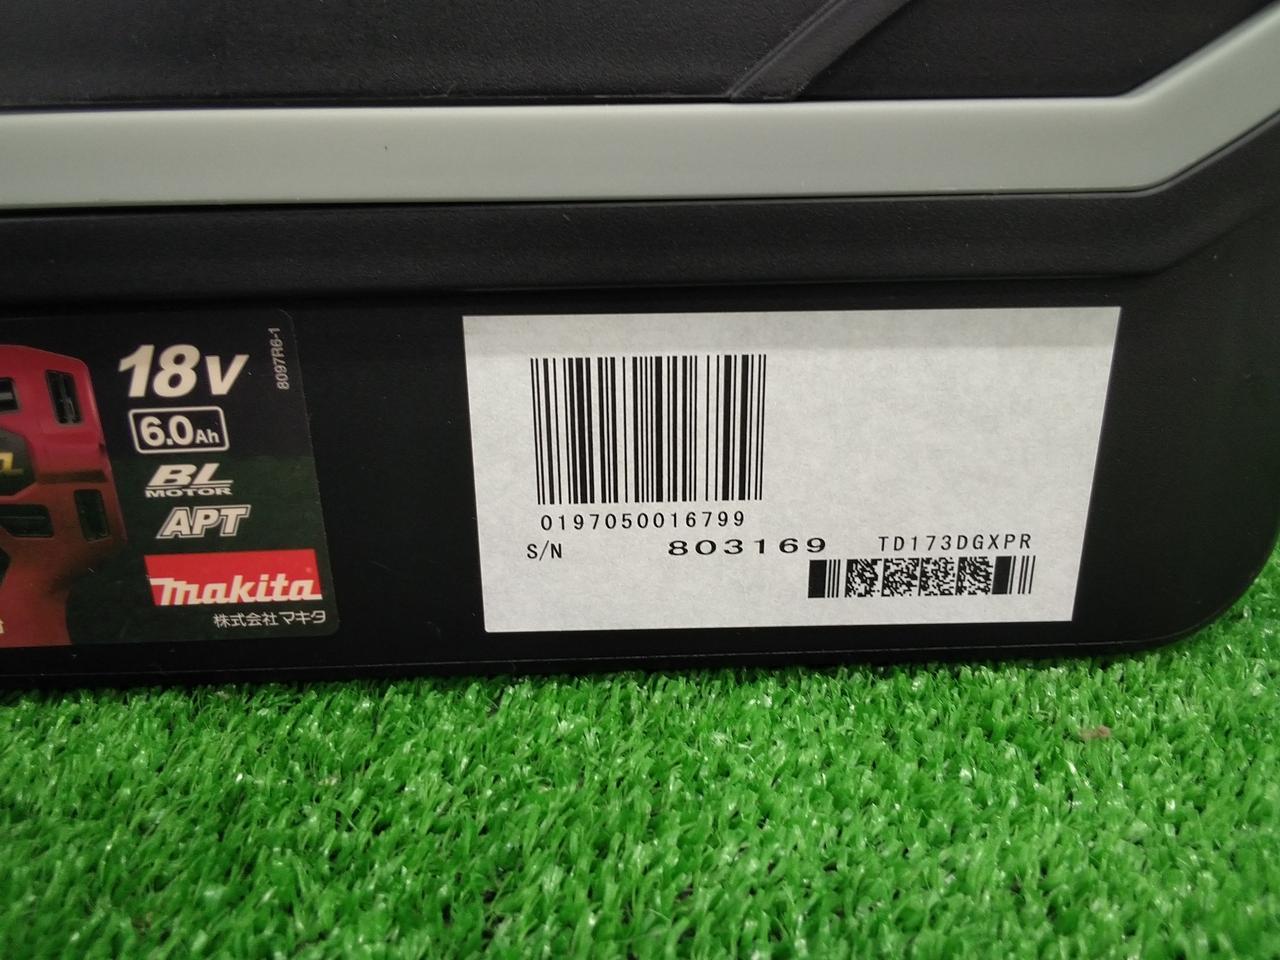 18V
8097R6-1
6.0Ah
BL
MOTOR
APT
makita
株式会社マキタ
0197050016799
S/N 803169 TD173DGXPR